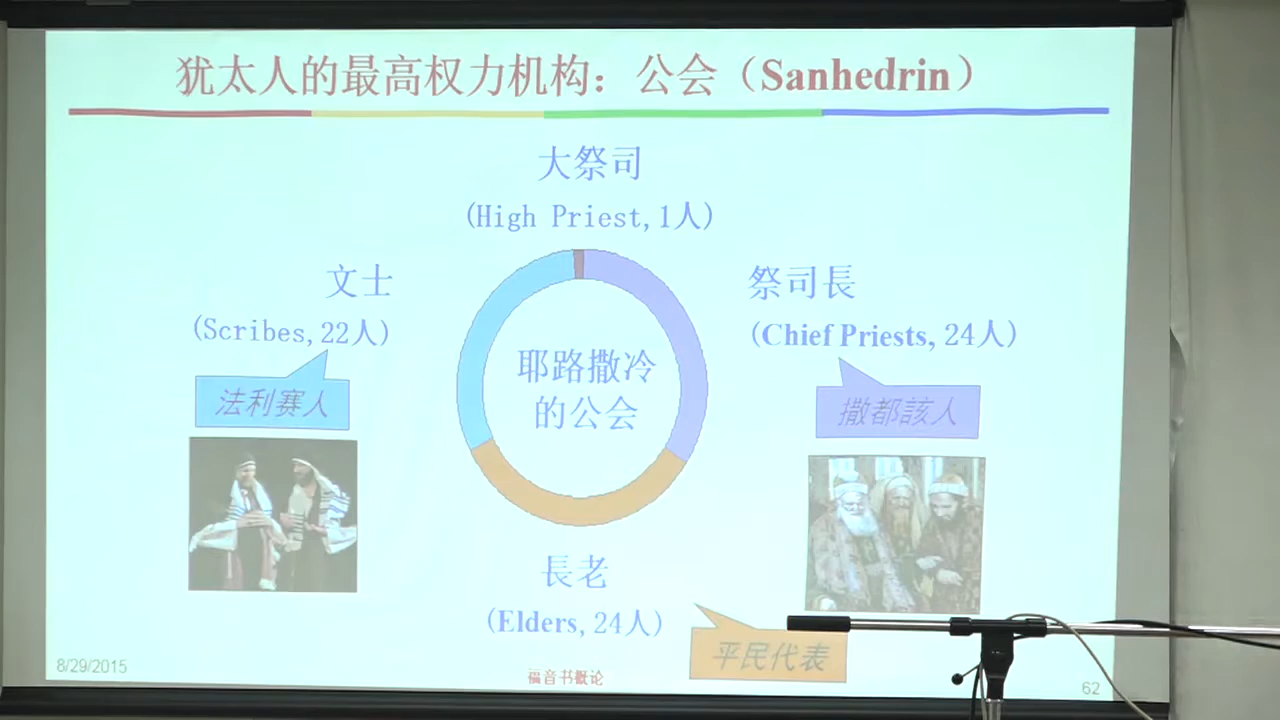 犹太人的最高权力机构：公会（Sanhedrin）
大祭司
(High Priest,1人)
文士
(Scribes,22人)
祭司長
(Chief Priests, 24人)
法利赛人
撒都該人
耶路撒冷
的公会
長老
(Elders, 24人)
平民代表
8/29/2015
福音书概论
62